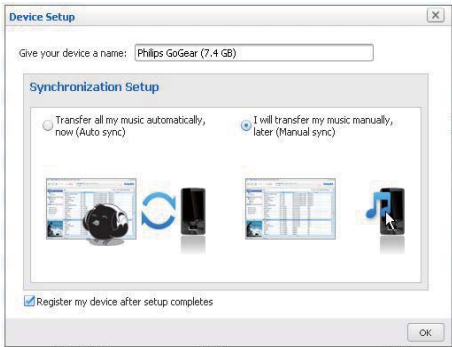 Device Setup
Give your device a name: Philips GoGear (7.4 GB)
Synchronization Setup
Transfer all my music automatically,
now (Auto sync)
I will transfer my music manually,
later (Manual sync)
Register my device after setup completes
OK